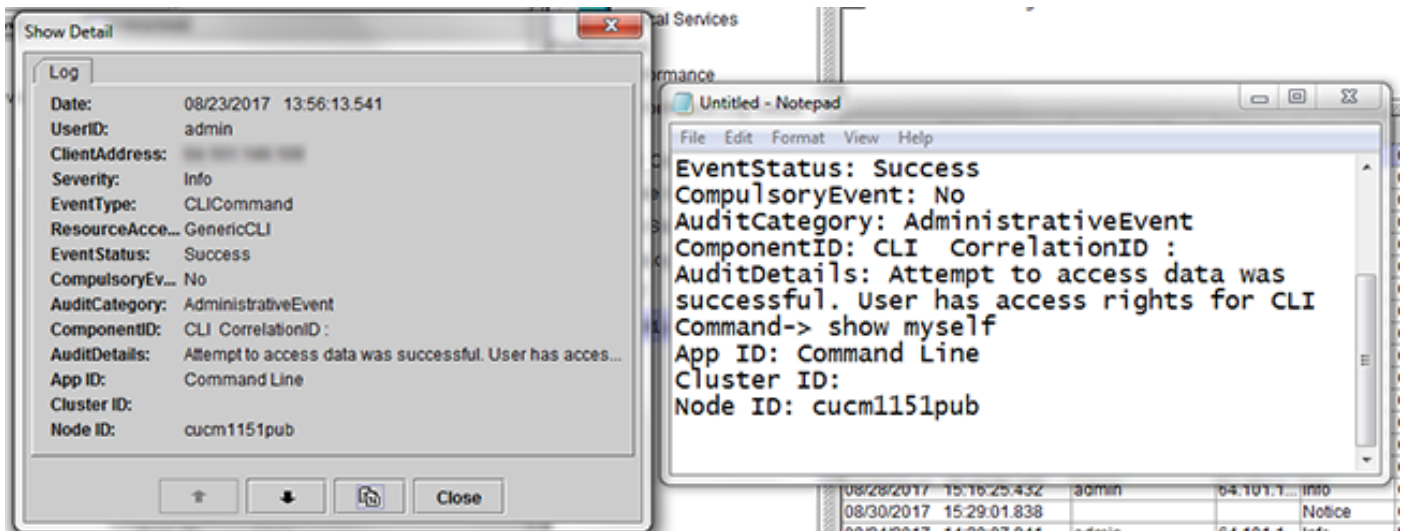 Show Detail
Log
Date: 08/23/2017 13:56:13.541
UserID: admin
ClientAddress:
Severity: Info
EventType: CLICommand
ResourceAcce... GenericCLI
EventStatus: Success
CompulsoryEv... No
AuditCategory: AdministrativeEvent
ComponentID: CLI CorrelationID :
AuditDetails: Attempt to access data was successful. User has acces...
App ID: Command Line
Cluster ID:
Node ID: cucm1151pub
Close
al Services
ormance
Untitled - Notepad
File Edit Format View Help
EventStatus: Success
CompulsoryEvent: No
AuditCategory: AdministrativeEvent
ComponentID: CLI CorrelationID :
AuditDetails: Attempt to access data was
successful. User has access rights for CLI
Command-> show myself
App ID: Command Line
Cluster ID:
Node ID: cucm1151pub
08/28/2017 15:16:25.432 admin 64.101.1... Info
08/30/2017 15:29:01.838 Notice